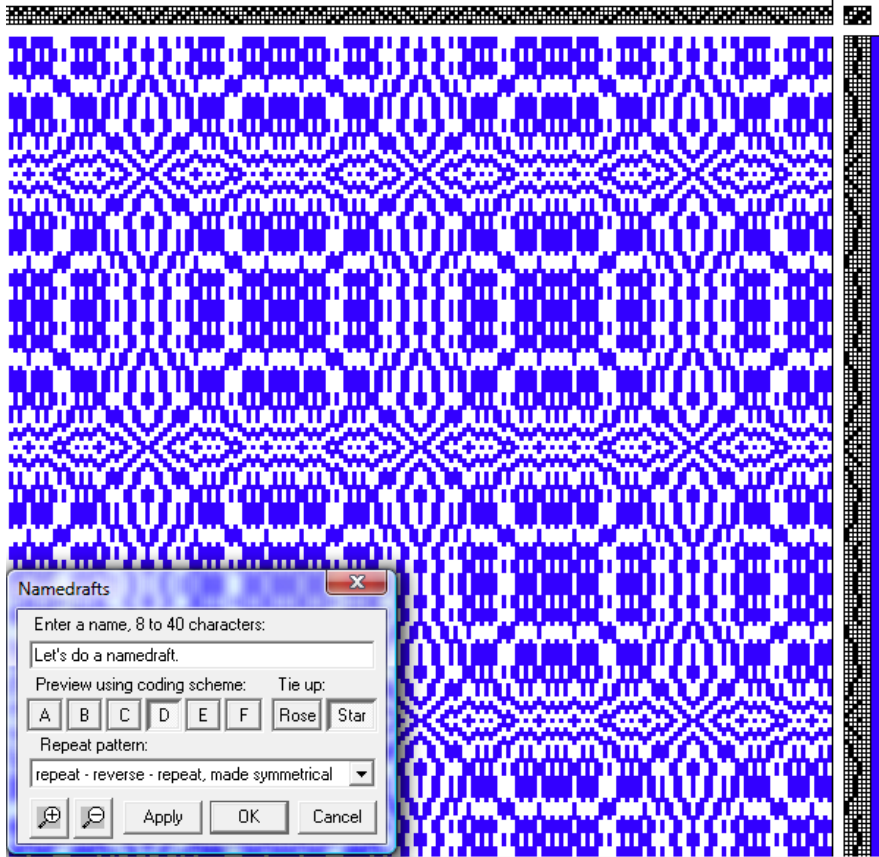 Namedrafts
X
Enter a name, 8 to 40 characters:
Let's do a namedraft.
Preview using coding scheme: Tie up:
A B C D E F Rose Star
Repeat pattern:
repeat - reverse - repeat, made symmetrical
Apply OK Cancel